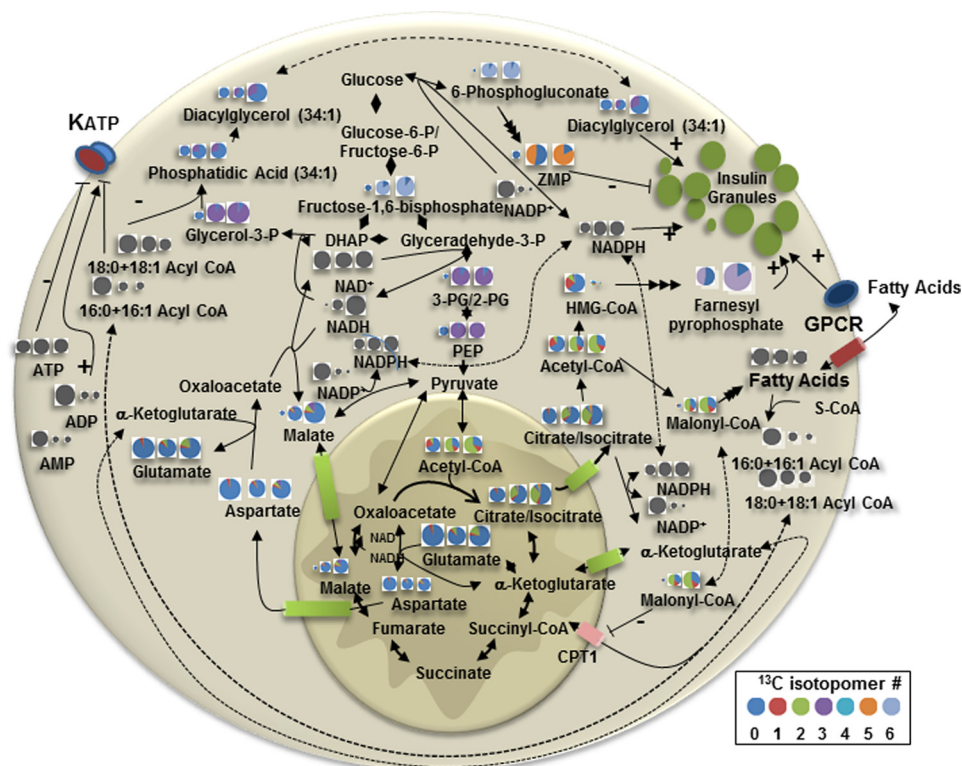 Glucose
6-Phosphogluconate
Diacylglycerol (34:1)
Diacylglycerol (34:1)
+
KATP
Glucose-6-P/
Fructose-6-P
ZMP
-
Insulin
Granules
Phosphatidic Acid (34:1)
-
NADP+
Fructose-1,6-bisphosphate
Glycerol-3-P
DHAP
Glyceradehyde-3-P
NADPH
+
18:0+18:1 Acyl CoA
NAD+
3-PG/2-PG
HMG-CoA
Farnesyl
pyrophosphate
+
+
GPCR
Fatty Acids
-
16:0+16:1 Acyl CoA
NADH
PEP
NADPH
Acetyl-CoA
ATP
+
Oxaloacetate
NADP+
Pyruvate
Fatty Acids
ADP
α-Ketoglutarate
Malate
Citrate/Isocitrate
Malonyl-CoA
S-CoA
AMP
Glutamate
Acetyl-CoA
16:0+16:1 Acyl CoA
NADPH
18:0+18:1 Acyl CoA
Aspartate
Oxaloacetate
Citrate/Isocitrate
NADP+
NAD
NADH
Glutamate
α-Ketoglutarate
α-Ketoglutarate
Malate
Aspartate
Malonyl-CoA
-
Fumarate
Succinyl-CoA
CPT1
Succinate
13C isotopomer #
0 1 2 3 4 5 6